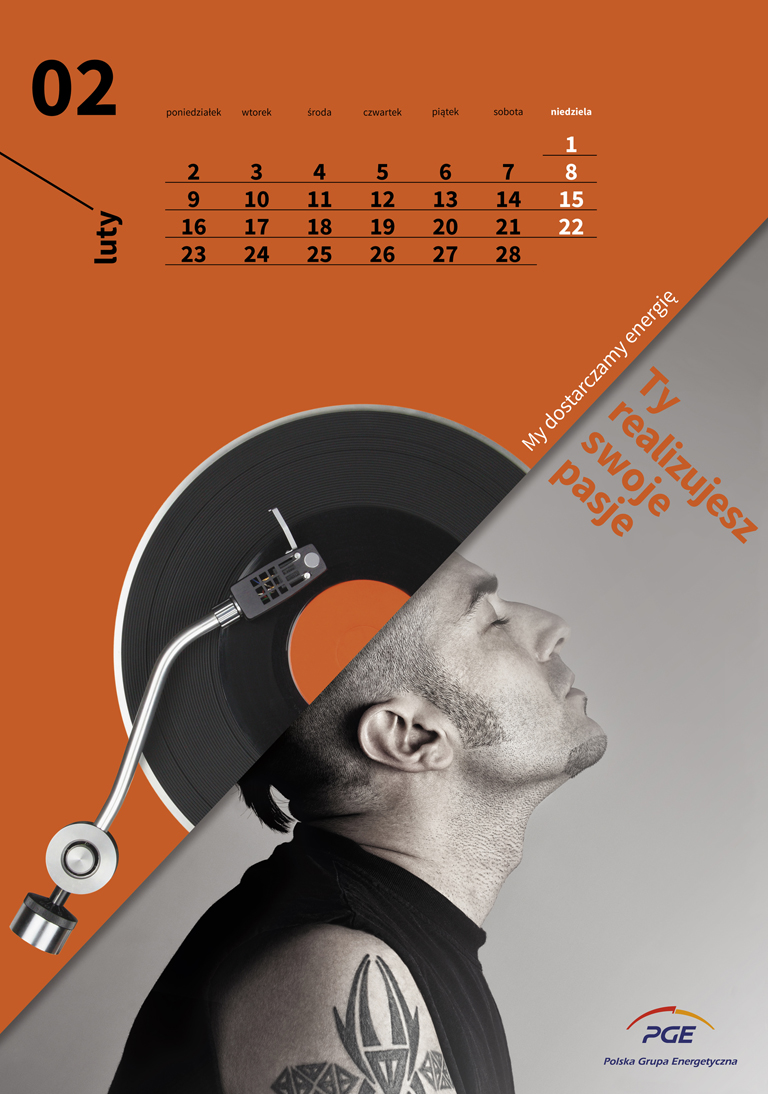 02
luty
poniedziałek wtorek środa czwartek piątek sobota niedziela
1
2 3 4 5 6 7 8
9 10 11 12 13 14 15
16 17 18 19 20 21 22
23 24 25 26 27 28
My dostarczamy energię
Ty
realizujesz
swoje
pasje
PGE
Polska Grupa Energetyczna